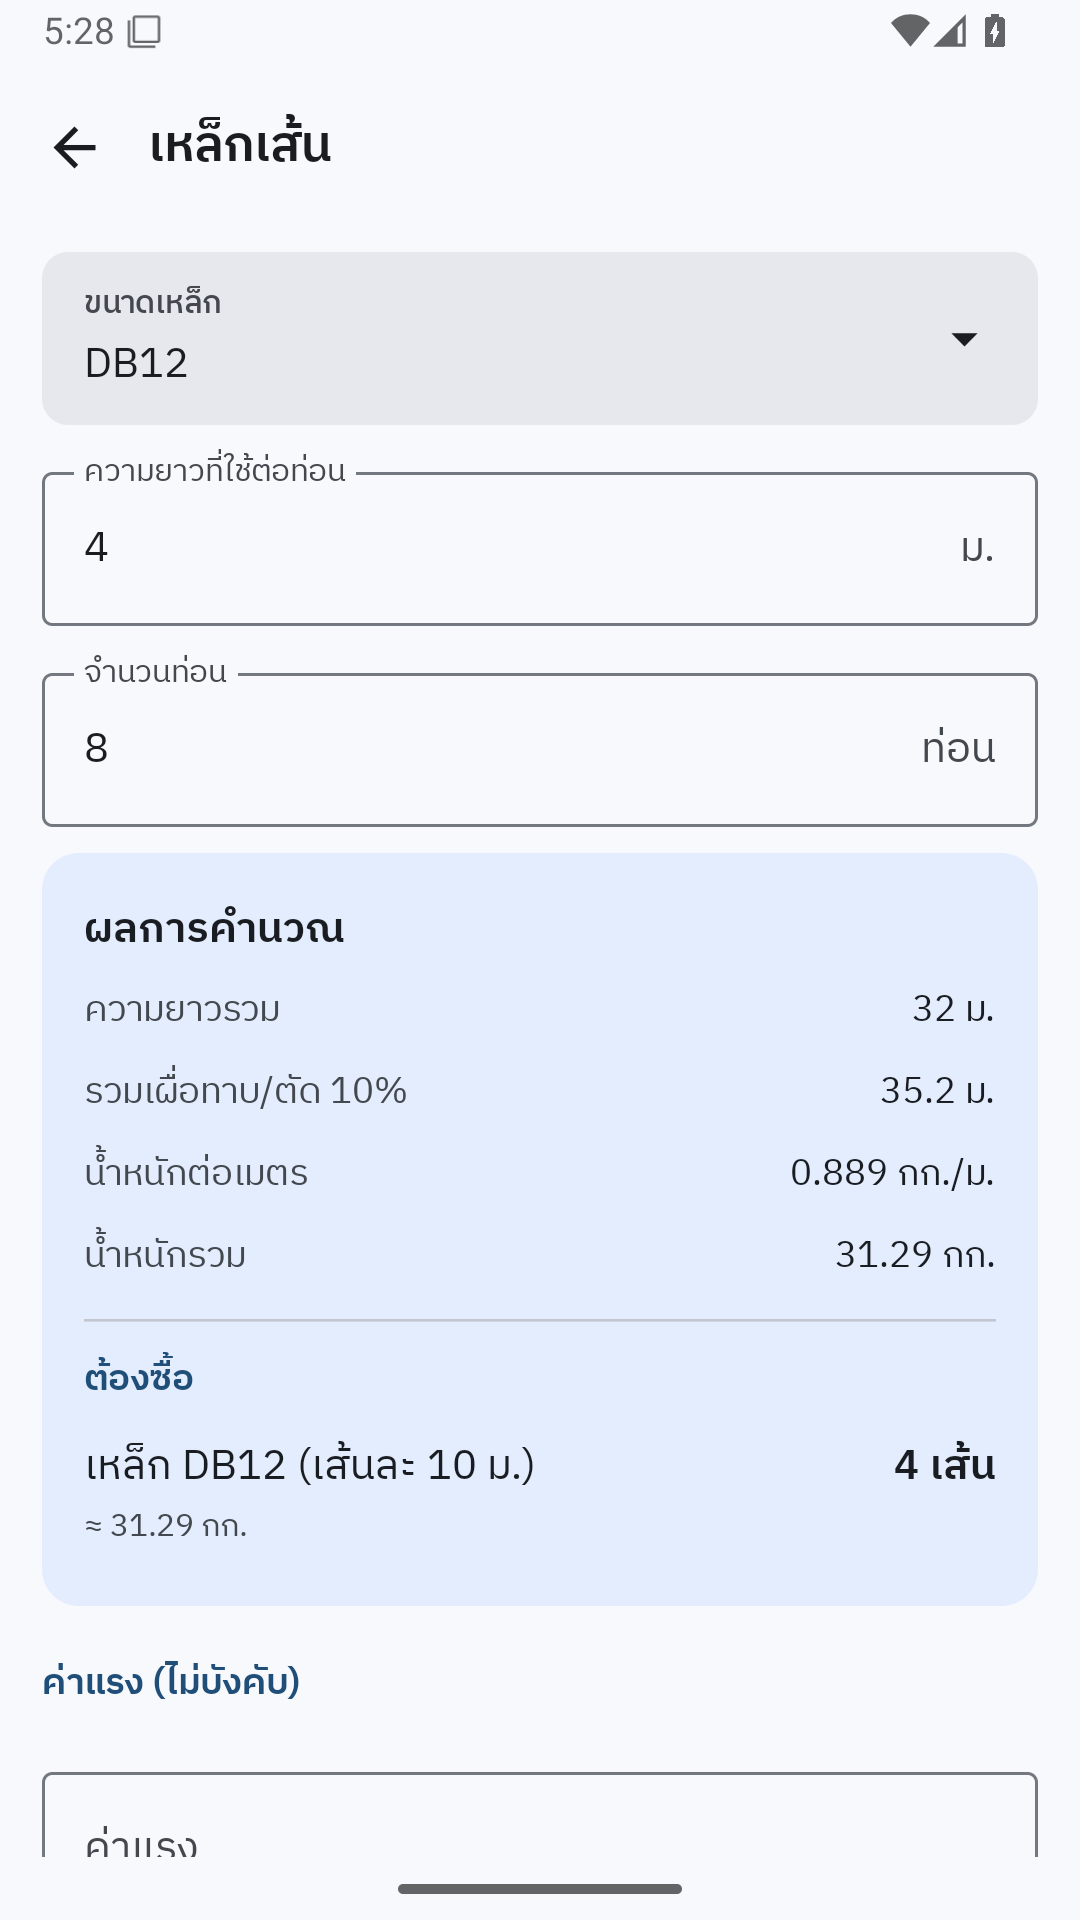 5:28
เหล็กเส้น
ขนาดเหล็ก
DB12
ความยาวที่ใช้ต่อท่อน
4 ม.
จำนวนท่อน
8 ท่อน
ผลการคำนวณ
ความยาวรวม 32 ม.
รวมเผื่อทาบ/ตัด 10% 35.2 ม.
น้ำหนักต่อเมตร 0.889 กก./ม.
น้ำหนักรวม 31.29 กก.
ต้องซื้อ
เหล็ก DB12 (เส้นละ 10 ม.) 4 เส้น
≈ 31.29 กก.
ค่าแรง (ไม่บังคับ)
ค่าแรง